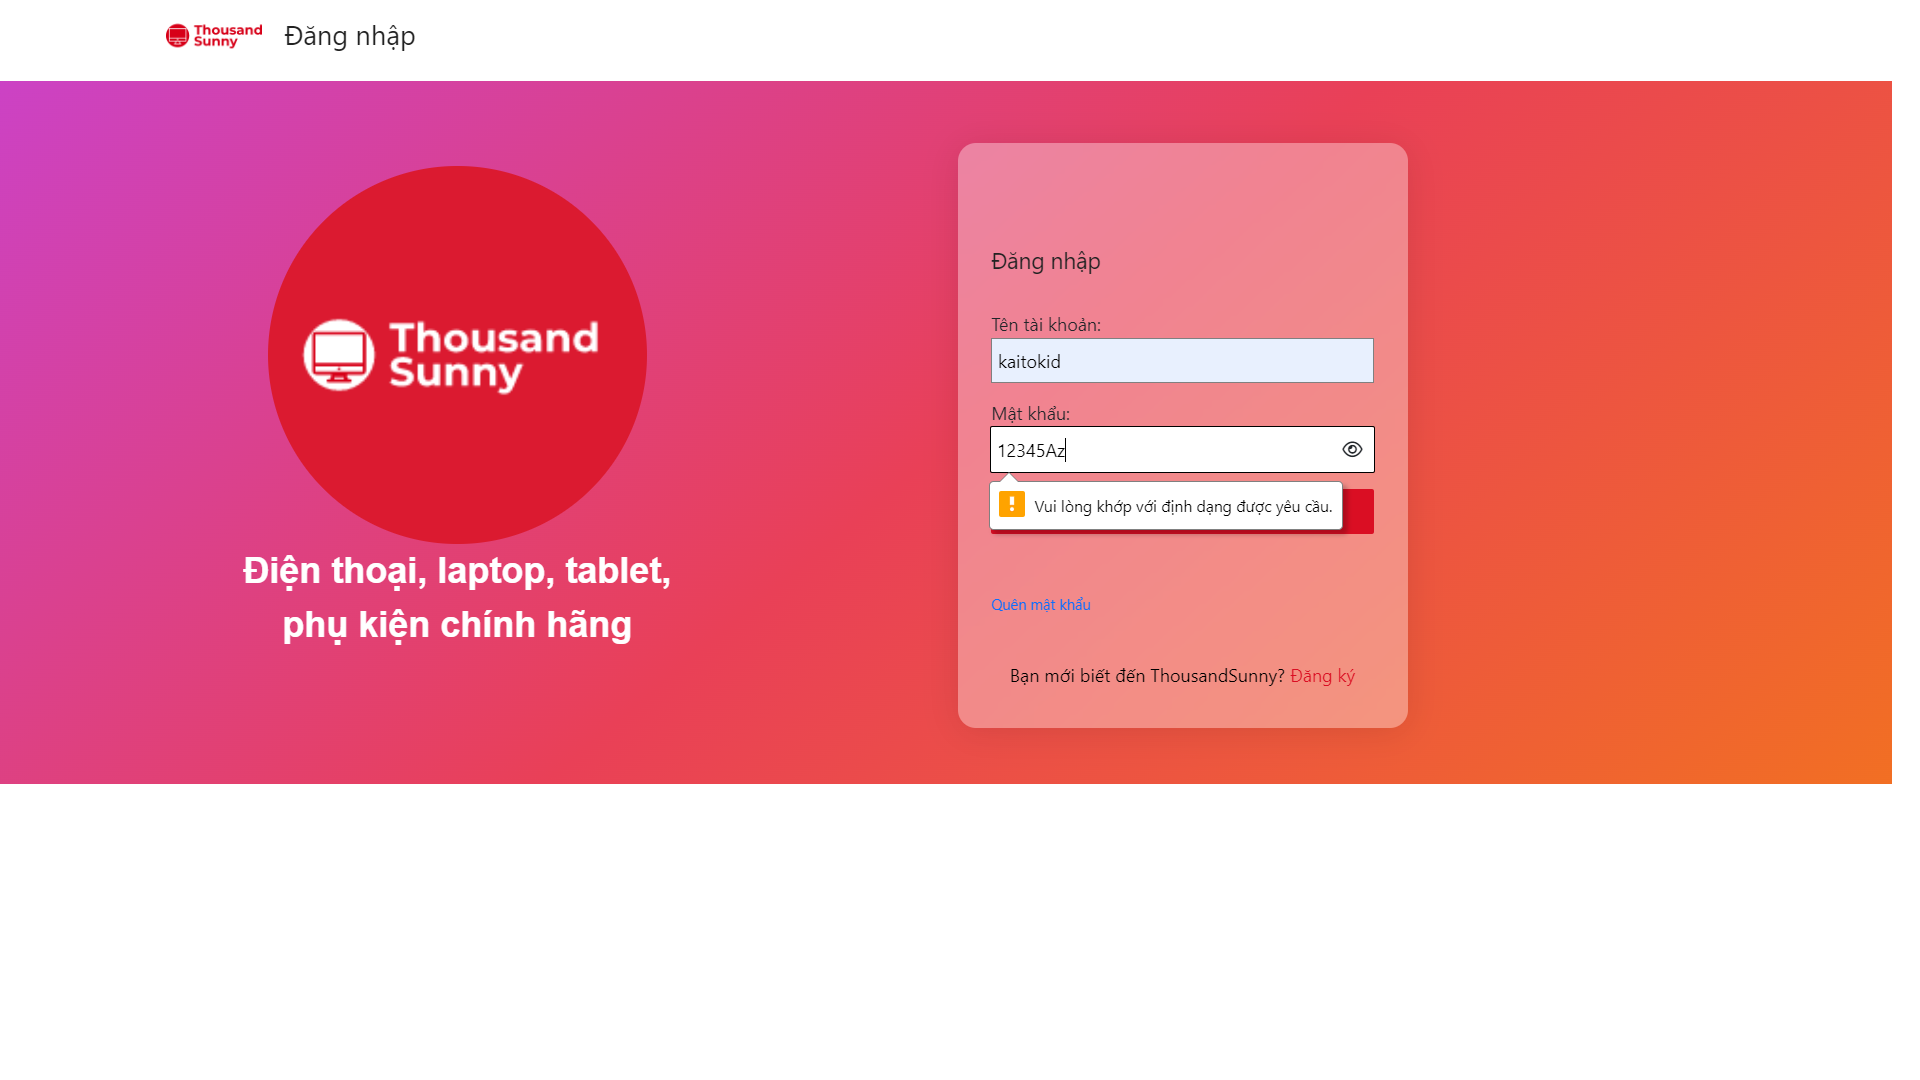 Thousand
Sunny
Đăng nhập
Thousand
Sunny
Điện thoại, laptop, tablet,
phụ kiện chính hãng
Đăng nhập
Tên tài khoản:
kaitokid
Mật khẩu:
12345Az
Vui lòng khớp với định dạng được yêu cầu.
Quên mật khẩu
Bạn mới biết đến ThousandSunny? Đăng ký